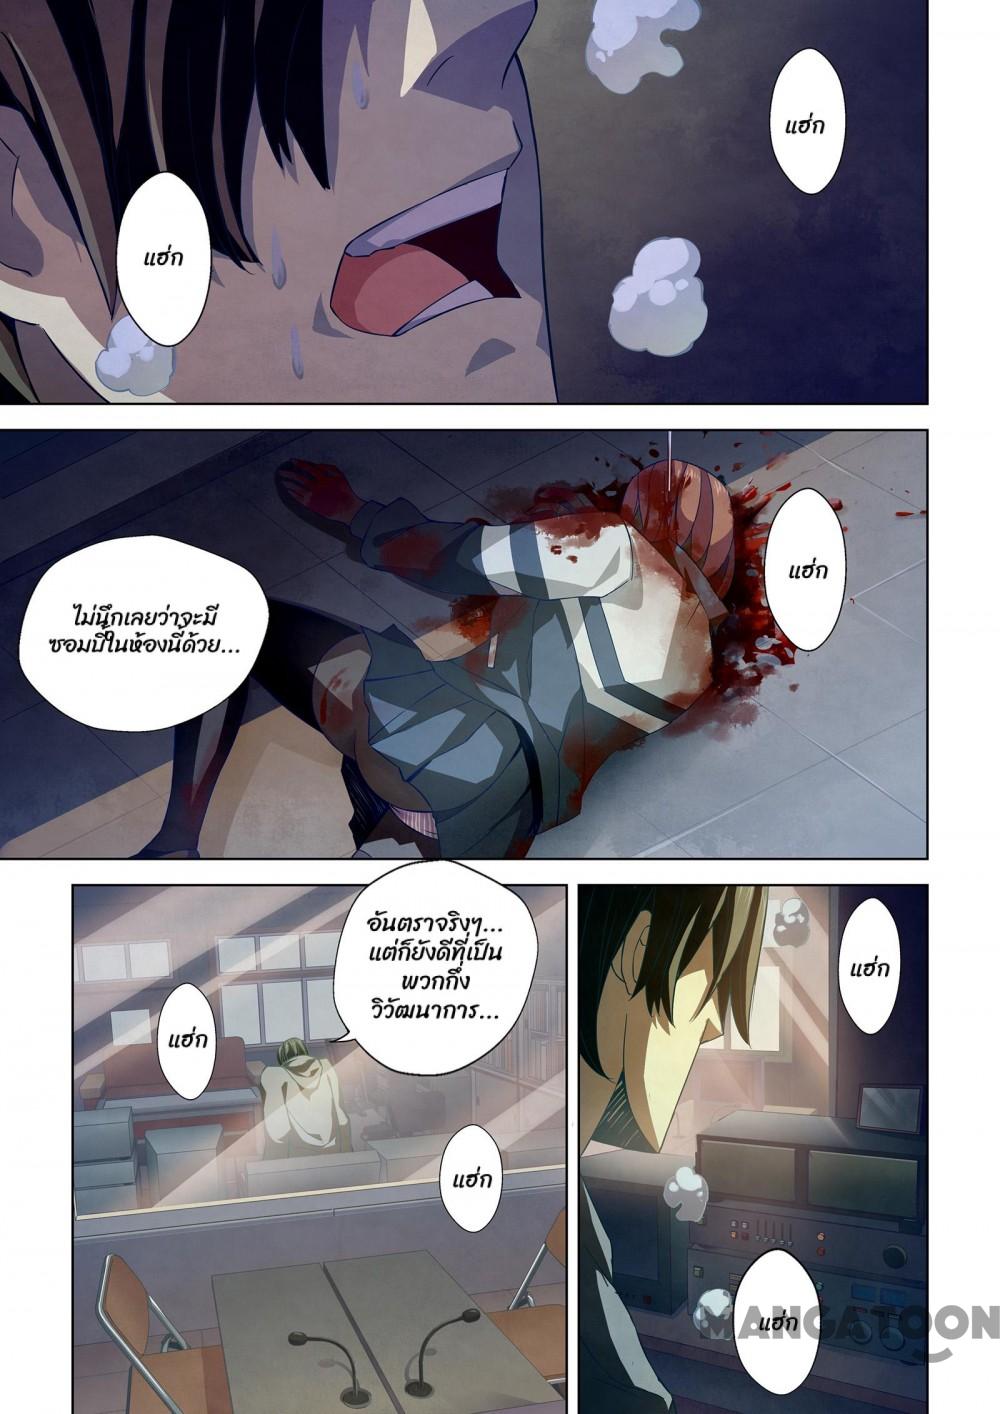 แฮ่ก
แฮ่ก
แฮ่ก
ไม่นึกเลยว่าจะมี
ซอมบี้ในห้องนี้ด้วย...
อันตราจริงๆ...
แต่ก็ยังดีที่เป็น
พวกกึ่ง
วิวัฒนาการ...
แฮ่ก
แฮ่ก
แฮ่ก
แฮ่ก
MANGATOON